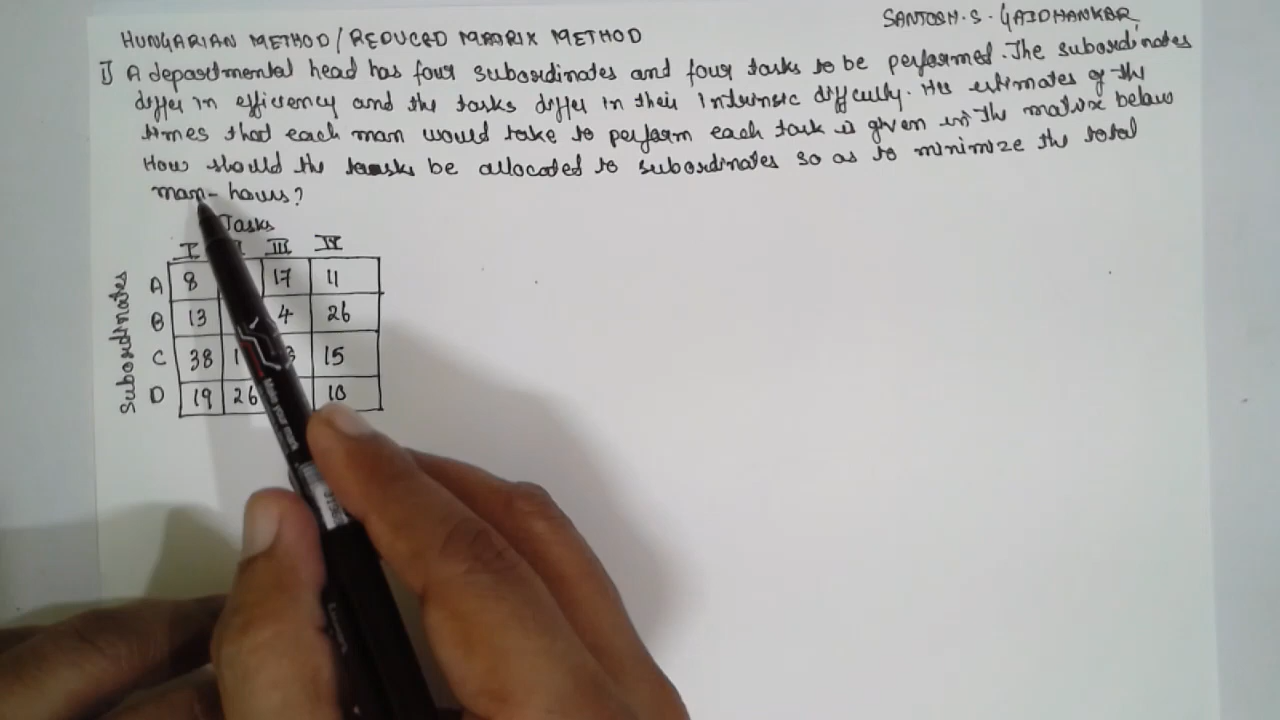 SANTOSH.S.GAIDHANKAR
HUNGARIAN METHOD/REDUCED MATRIX METHOD
1] A departmental head has four subordinates and four tasks to be performed. The subordinates
differ in efficiency and the tasks differ in their Intrinsic difficulty. His estimates of the
times that each man would take to perform each task is given in the matrix below
How should the tasks be allocated to subordinates so as to minimize the total
man-hours?
Tasks
I III IV
Subordinates
A 8 17 11
B 13 4 26
C 38 15
D 19 26 10
Make your mark